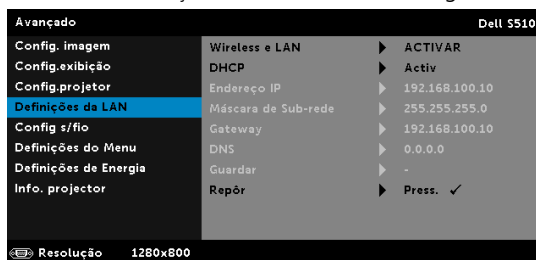 Avançado Dell S510
Config. imagem
Config.exibição
Config.projetor
Definições da LAN
Config s/fio
Definições do Menu
Definições de Energia
Info. projector
Wireless e LAN ACTIVAR
DHCP Activ
Endereço IP 192.168.100.10
Máscara de Sub-rede 255.255.255.0
Gateway 192.168.100.10
DNS 0.0.0.0
Guardar -
Repôr Press. ✓
Resolução 1280x800